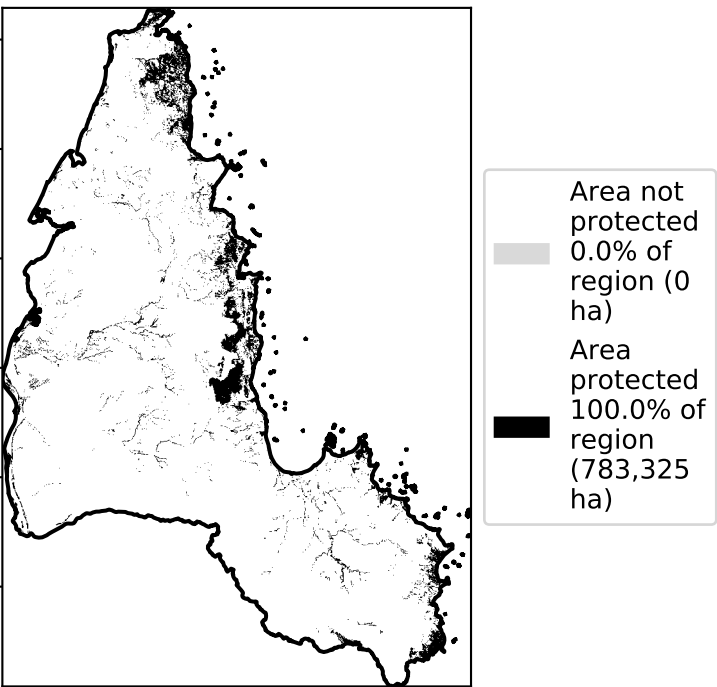 Area not
protected
0.0% of
region (0
ha)
Area
protected
100.0% of
region
(783,325
ha)